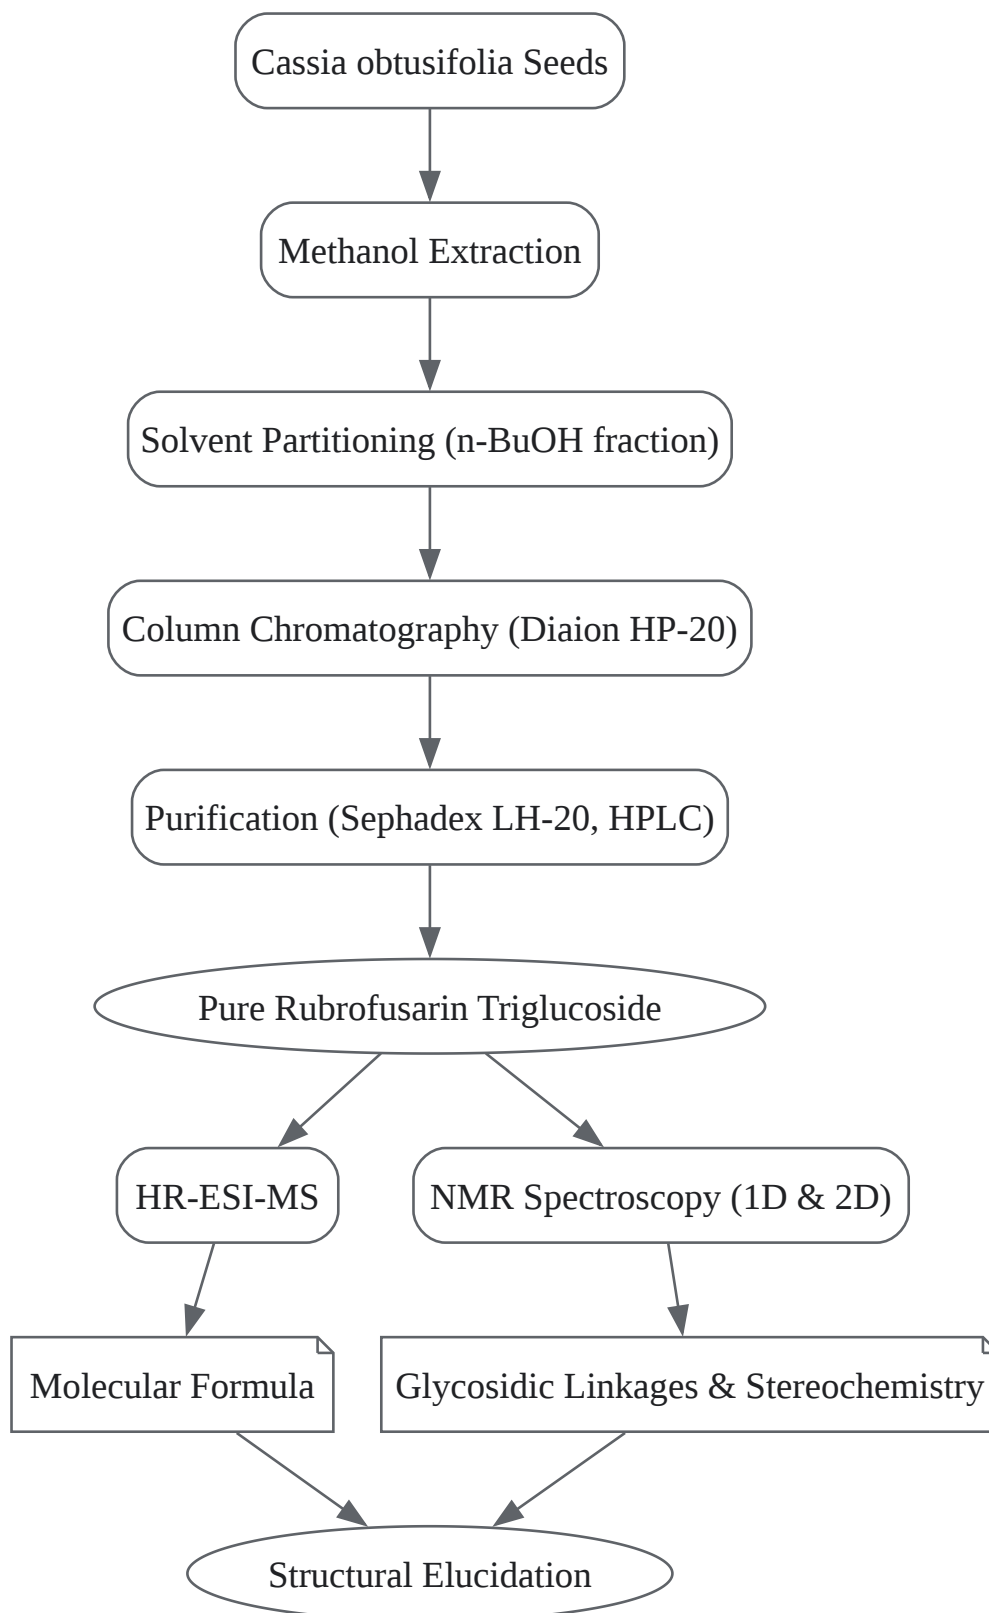 Cassia obtusifolia Seeds
Methanol Extraction
Solvent Partitioning (n-BuOH fraction)
Column Chromatography (Diaion HP-20)
Purification (Sephadex LH-20, HPLC)
Pure Rubrofusarin Triglucoside
HR-ESI-MS
NMR Spectroscopy (1D & 2D)
Molecular Formula
Glycosidic Linkages & Stereochemistry
Structural Elucidation